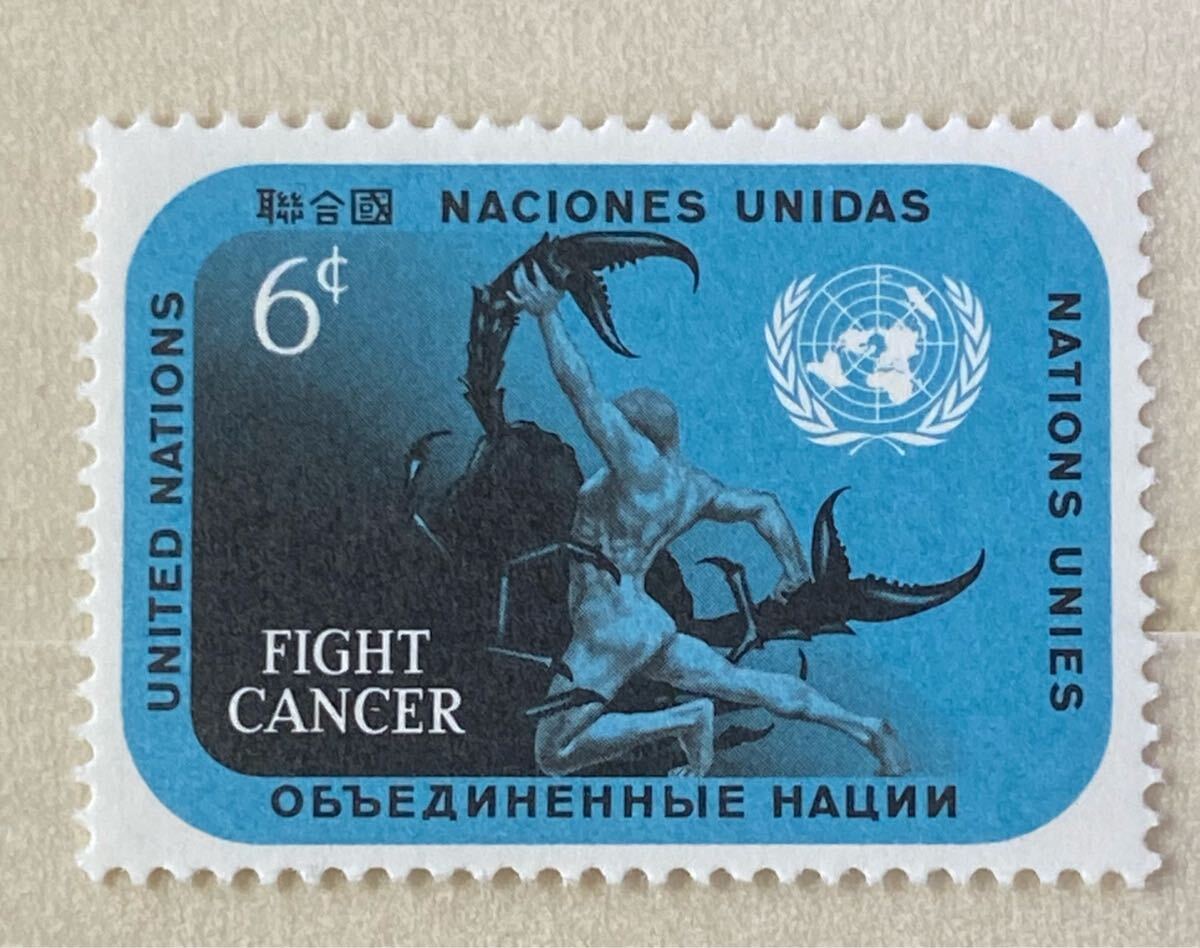 聯合國 NACIONES UNIDAS
6¢
UNITED NATIONS
NATIONS UNIES
FIGHT
CANCER
ОБЪЕДИНЕННЫЕ НАЦИИ